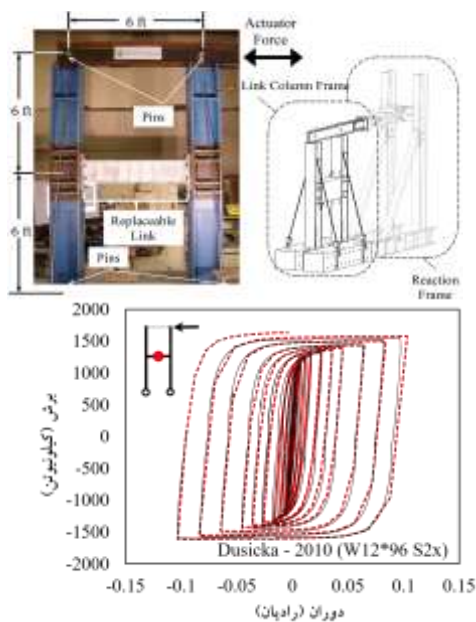 6 ft
Actuator
Force
Link Column Frame
6 ft
Pins
Replaceable
Link
6 ft
Pins
Reaction
Frame
2000
1500
1000
500
0
-500
-1000
-1500
-2000
برش (کیلونیوتن)
Dusicka - 2010 (W12*96 S2x)
-0.15 -0.1 -0.05 0 0.05 0.1 0.15
دوران (رادیان)